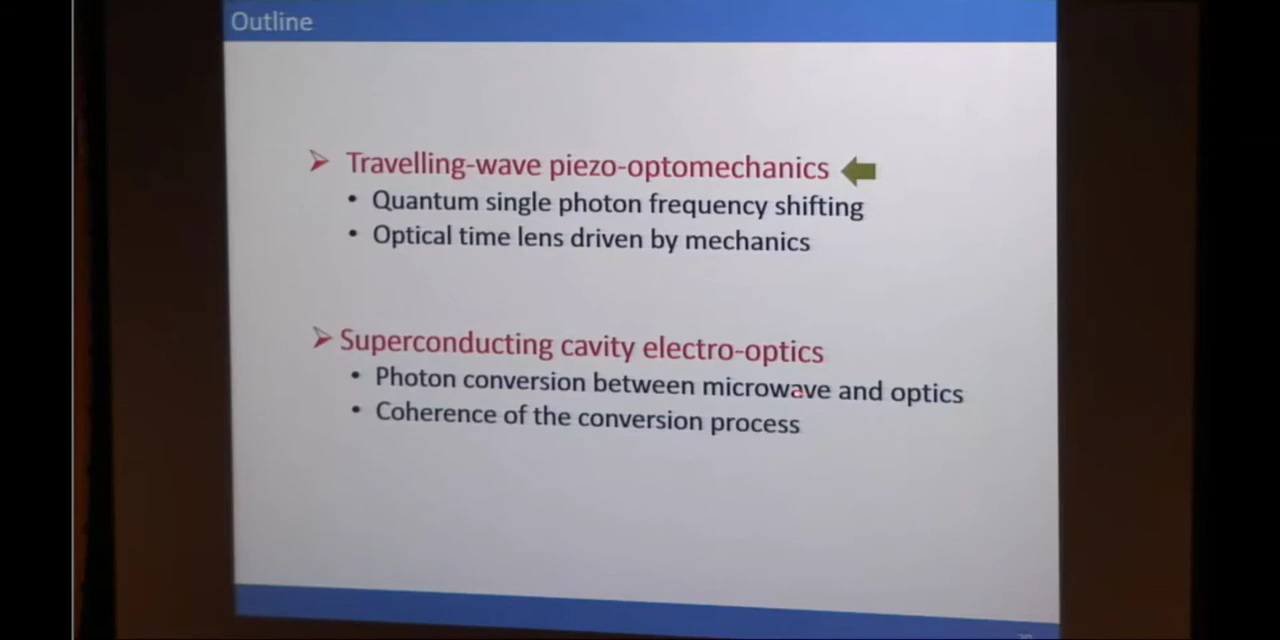 Outline
Travelling-wave piezo-optomechanics
Quantum single photon frequency shifting
Optical time lens driven by mechanics
Superconducting cavity electro-optics
Photon conversion between microwave and optics
Coherence of the conversion process